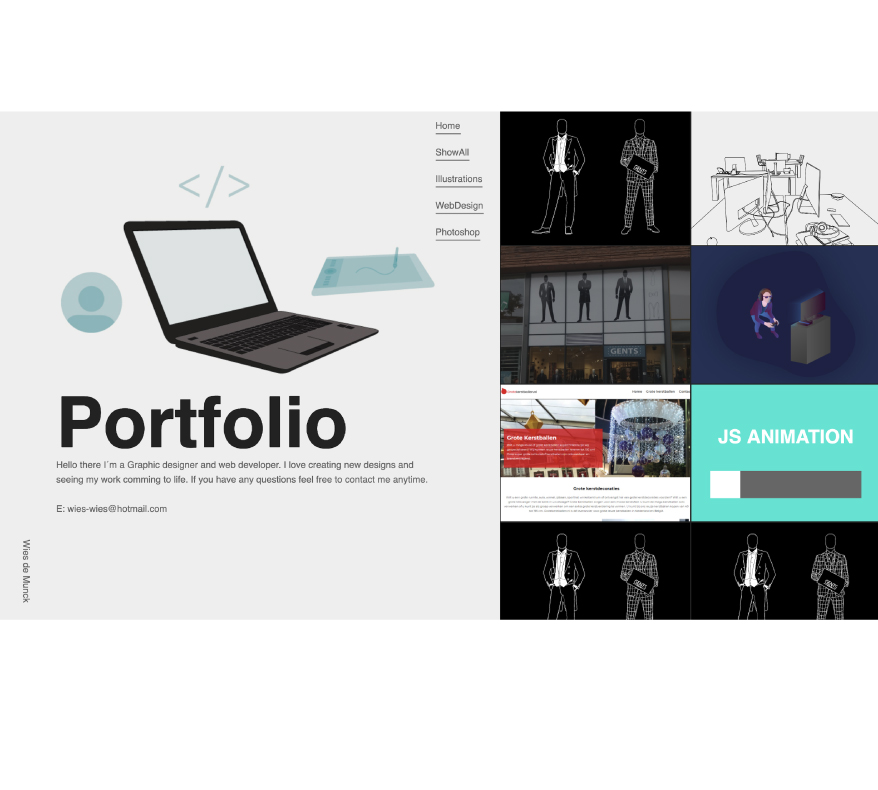 Home
ShowAll
Illustrations
WebDesign
Photoshop
</>
Portfolio
Hello there I`m a Graphic designer and web developer. I love creating new designs and
seeing my work comming to life. If you have any questions feel free to contact me anytime.
E: wies-wies@hotmail.com
Wies de Munck
GENTS
GENTS
Home Grote kerstballen
Grote Kerstballen
Grote kerstdecoraties
JS ANIMATION
GENTS
GENTS